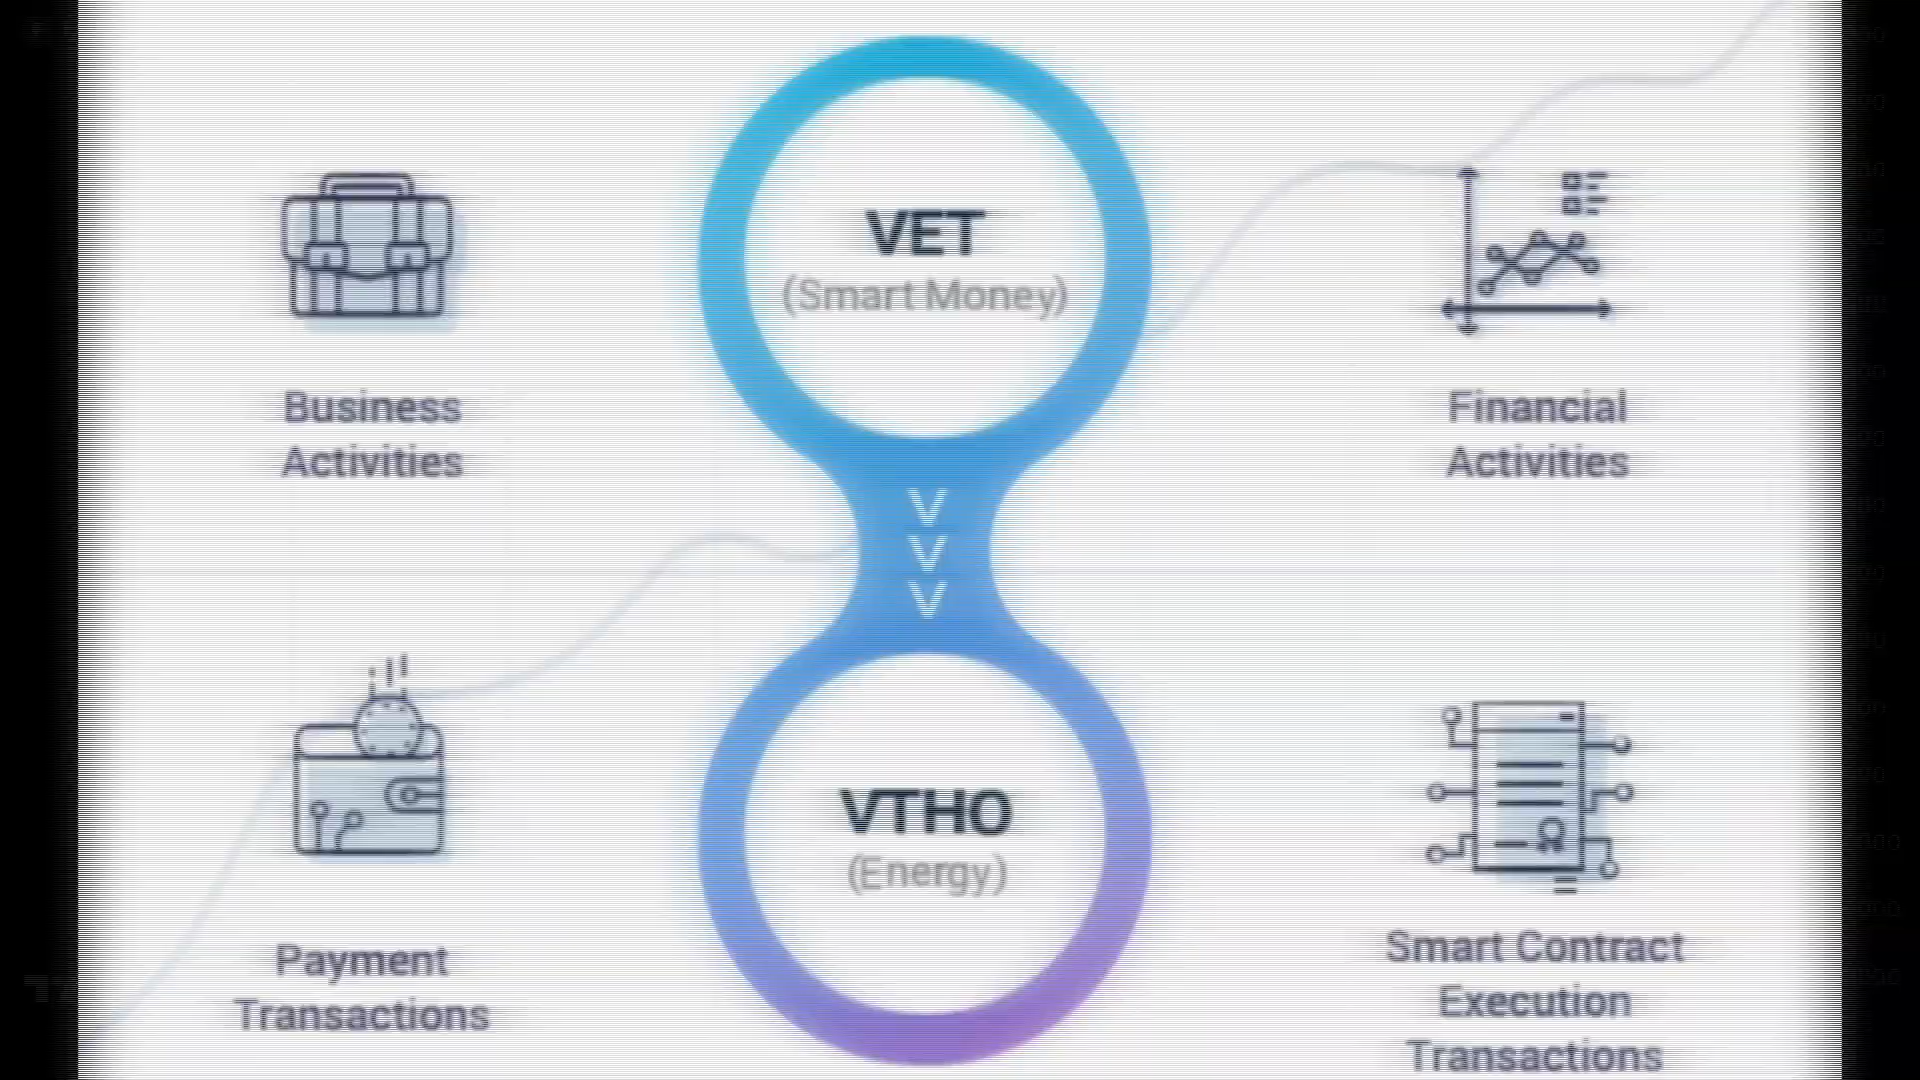 VET
(Smart Money)
Business
Activities
Financial
Activities
VTHO
(Energy)
Payment
Transactions
Smart Contract
Execution
Transactions